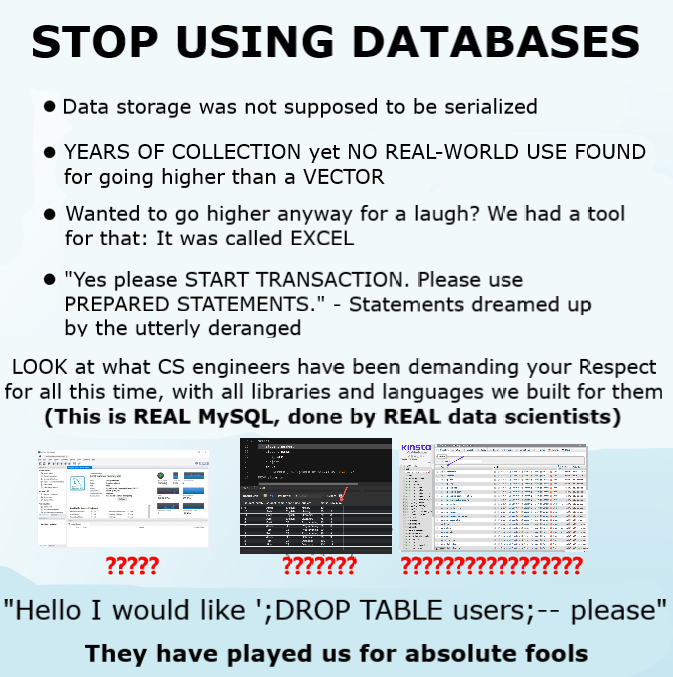 STOP USING DATABASES
● Data storage was not supposed to be serialized
● YEARS OF COLLECTION yet NO REAL-WORLD USE FOUND
for going higher than a VECTOR
● Wanted to go higher anyway for a laugh? We had a tool
for that: It was called EXCEL
● "Yes please START TRANSACTION. Please use
PREPARED STATEMENTS." - Statements dreamed up
by the utterly deranged
LOOK at what CS engineers have been demanding your Respect
for all this time, with all libraries and languages we built for them
(This is REAL MySQL, done by REAL data scientists)
KINSTA
?????
???????
?????????????????
"Hello I would like ';DROP TABLE users;-- please"
They have played us for absolute fools